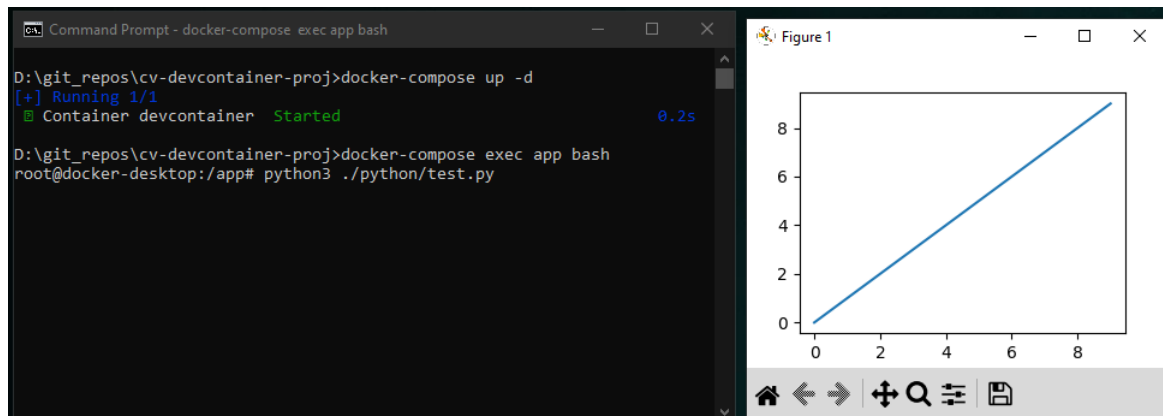 Command Prompt - docker-compose exec app bash
D:\git_repos\cv-devcontainer-proj>docker-compose up -d
[+] Running 1/1
Container devcontainer Started 0.2s
D:\git_repos\cv-devcontainer-proj>docker-compose exec app bash
root@docker-desktop:/app# python3 ./python/test.py
Figure 1
8
6
4
2
0
0 2 4 6 8